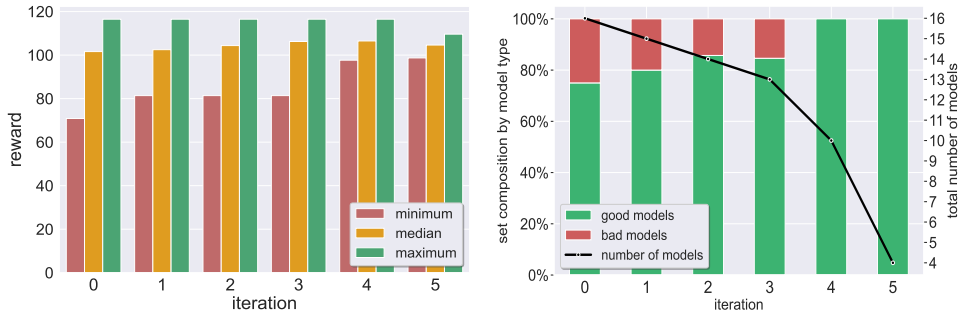 120
100
80
60
40
20
0
reward
minimum
median
maximum
0 1 2 3 4 5
iteration
100%
80%
60%
40%
20%
0%
set composition by model type
good models
bad models
number of models
0 1 2 3 4 5
iteration
16
15
14
13
12
11
10
9
8
7
6
5
4
total number of models